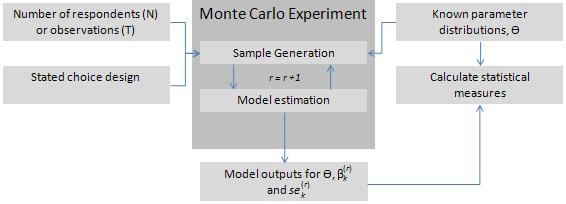 Number of respondents (N)
or observations (T)
Stated choice design
Monte Carlo Experiment
Sample Generation
r = r +1
Model estimation
Known parameter
distributions, Ө
Calculate statistical
measures
Model outputs for Ө, β_k^(r)
and se_k^(r)